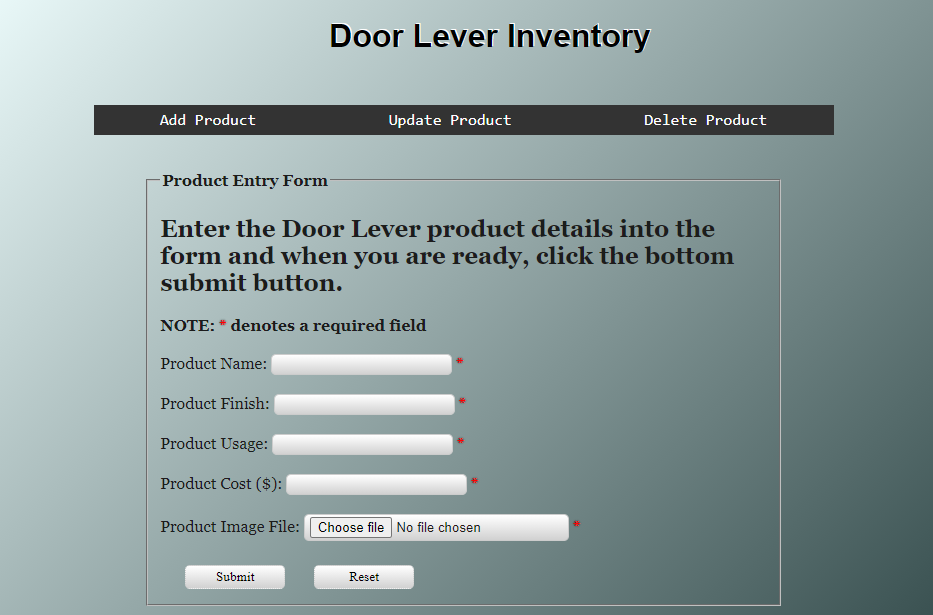 Door Lever Inventory
Add Product Update Product Delete Product
Product Entry Form
Enter the Door Lever product details into the
form and when you are ready, click the bottom
submit button.
NOTE: * denotes a required field
Product Name: *
Product Finish: *
Product Usage: *
Product Cost ($): *
Product Image File: Choose file No file chosen *
Submit Reset